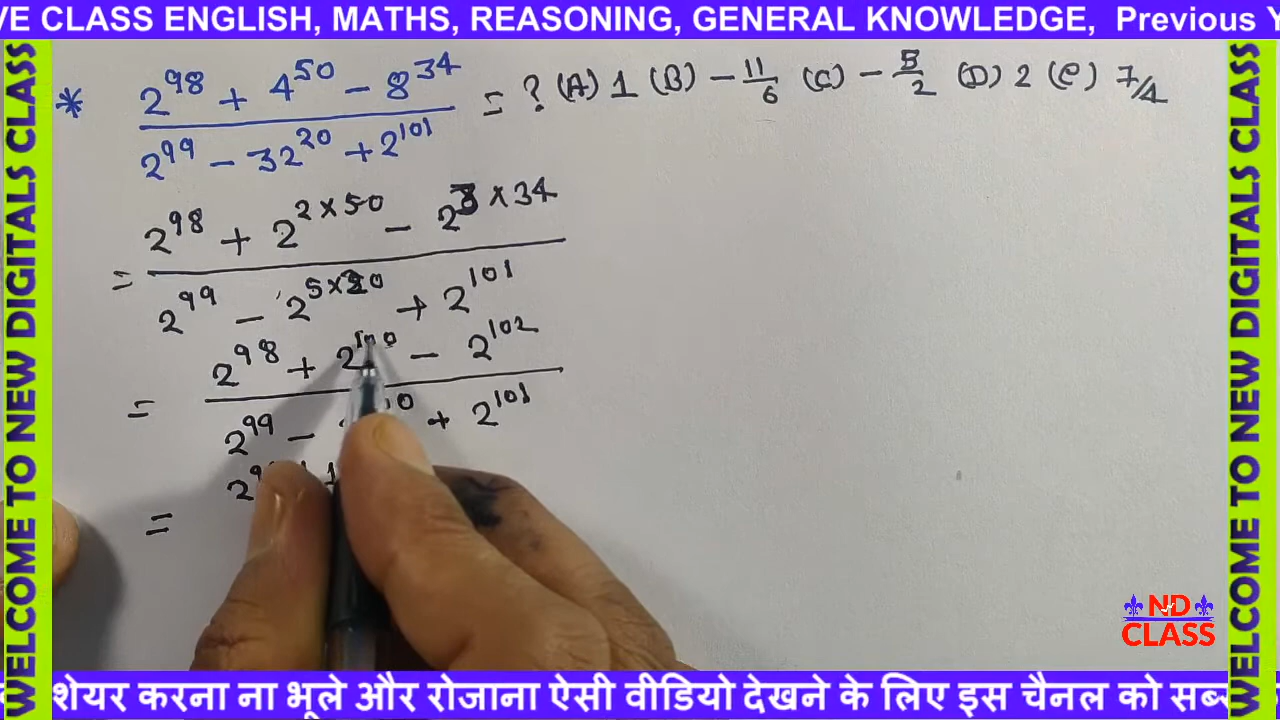 VE CLASS ENGLISH, MATHS, REASONING, GENERAL KNOWLEDGE, Previous Y
WELCOME TO NEW DIGITALS CLASS
* (2^98 + 4^50 − 8^34) / (2^99 − 32^20 + 2^101) = ? (A) 1 (B) −11/6 (C) −5/2 (D) 2 (e) 7/4
= (2^98 + 2^(2×50) − 2^(3×34)) / (2^99 − 2^(5×20) + 2^101)
= (2^98 + 2^100 − 2^102) / (2^99 − + 2^101)
=
ND
CLASS
WELCOME TO NEW DIGITALS CLASS
शेयर करना ना भूले और रोजाना ऐसी वीडियो देखने के लिए इस चैनल को सब्स